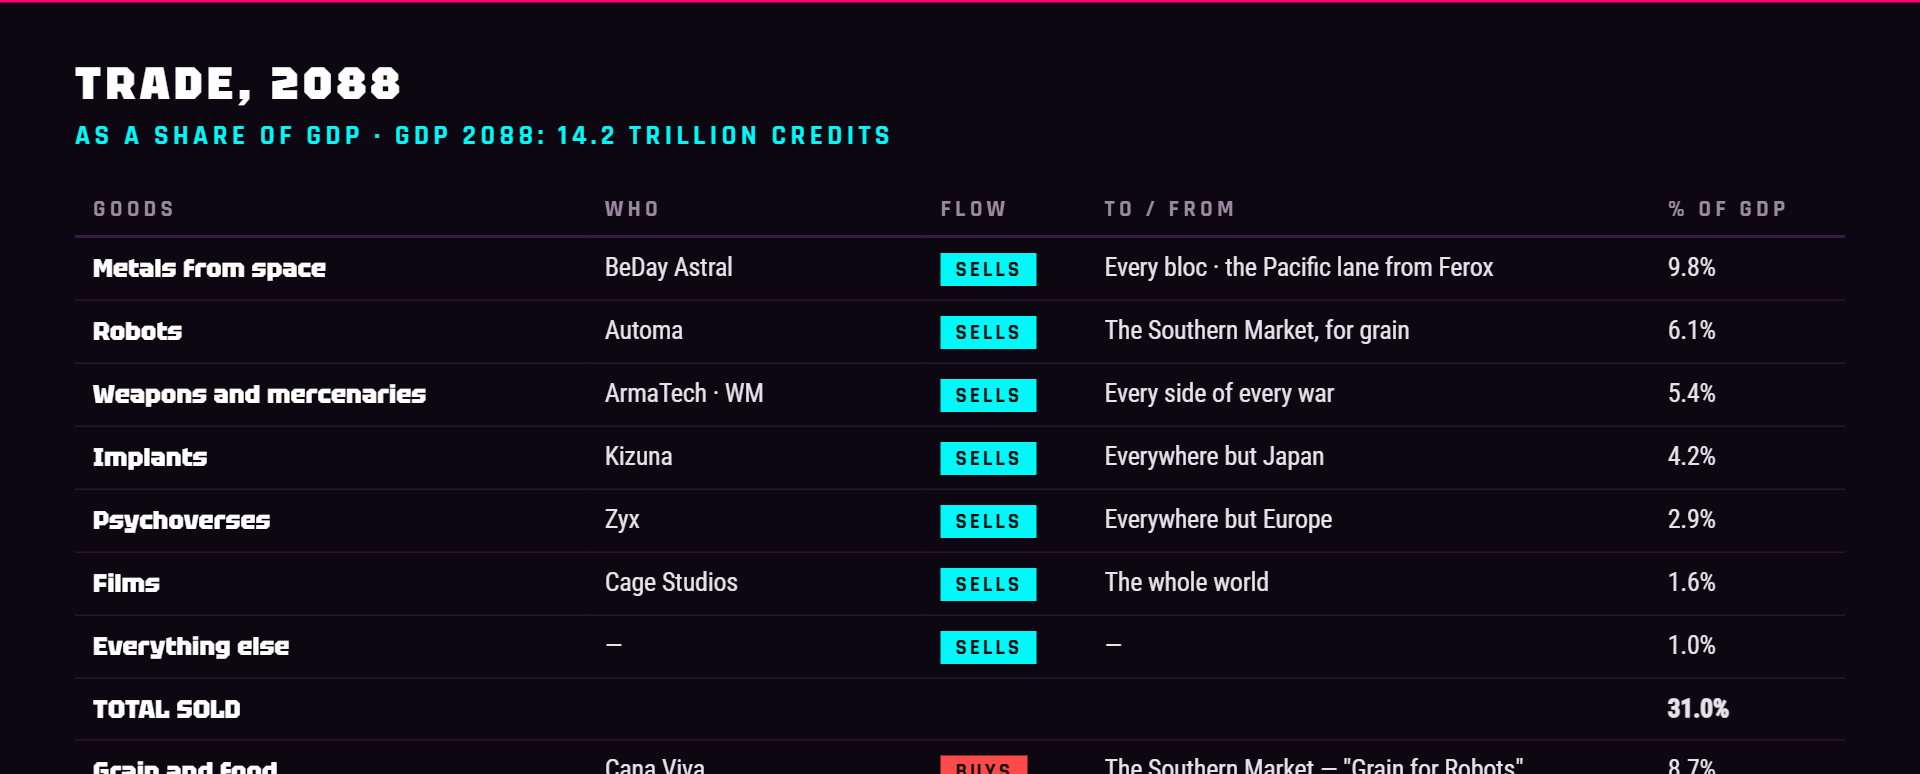 TRADE, 2088
AS A SHARE OF GDP · GDP 2088: 14.2 TRILLION CREDITS
GOODS WHO FLOW TO / FROM % OF GDP
Metals from space BeDay Astral SELLS Every bloc · the Pacific lane from Ferox 9.8%
Robots Automa SELLS The Southern Market, for grain 6.1%
Weapons and mercenaries ArmaTech · WM SELLS Every side of every war 5.4%
Implants Kizuna SELLS Everywhere but Japan 4.2%
Psychoverses Zyx SELLS Everywhere but Europe 2.9%
Films Cage Studios SELLS The whole world 1.6%
Everything else — SELLS — 1.0%
TOTAL SOLD 31.0%
Grain and food Cana Viva BUYS The Southern Market — "Grain for Robots" 8.7%